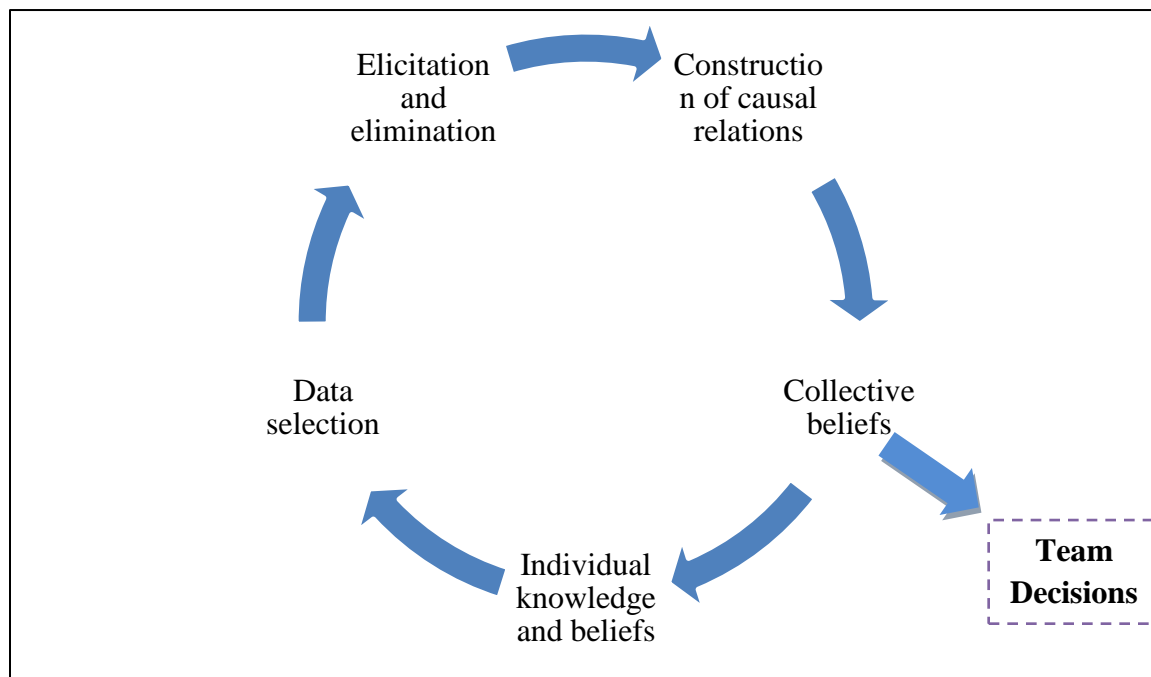 Elicitation
and
elimination
Constructio
n of causal
relations
Collective
beliefs
Team
Decisions
Individual
knowledge
and beliefs
Data
selection